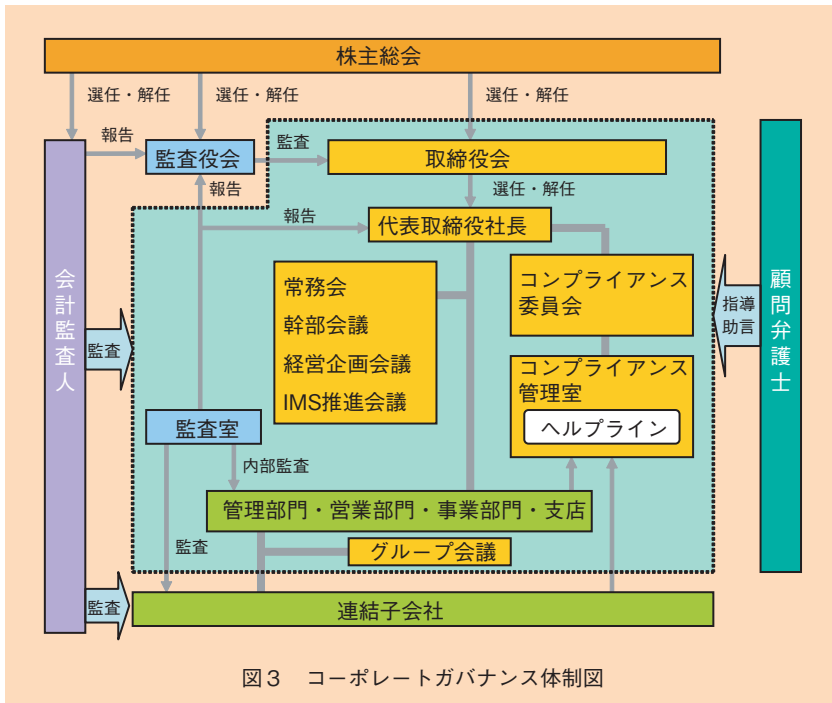 株主総会
選任・解任
選任・解任
選任・解任
報告
監査役会
監査
取締役会
報告
選任・解任
報告
代表取締役社長
会計監査人
顧問弁護士
常務会
幹部会議
経営企画会議
IMS推進会議
コンプライアンス
委員会
指導
助言
監査
コンプライアンス
管理室
ヘルプライン
監査室
内部監査
管理部門・営業部門・事業部門・支店
監査
グループ会議
監査
連結子会社
図3 コーポレートガバナンス体制図